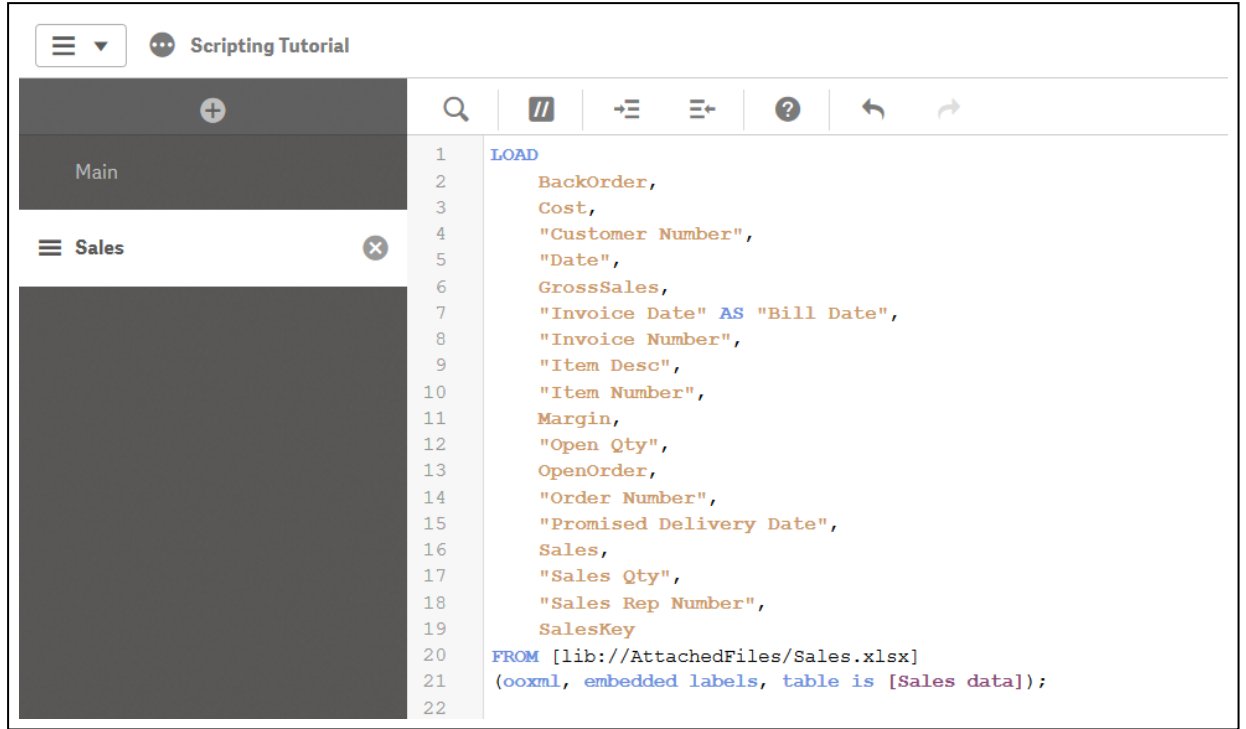 Scripting Tutorial
Main
Sales
1 LOAD
2 BackOrder,
3 Cost,
4 "Customer Number",
5 "Date",
6 GrossSales,
7 "Invoice Date" AS "Bill Date",
8 "Invoice Number",
9 "Item Desc",
10 "Item Number",
11 Margin,
12 "Open Qty",
13 OpenOrder,
14 "Order Number",
15 "Promised Delivery Date",
16 Sales,
17 "Sales Qty",
18 "Sales Rep Number",
19 SalesKey
20 FROM [lib://AttachedFiles/Sales.xlsx]
21 (ooxml, embedded labels, table is [Sales data]);
22